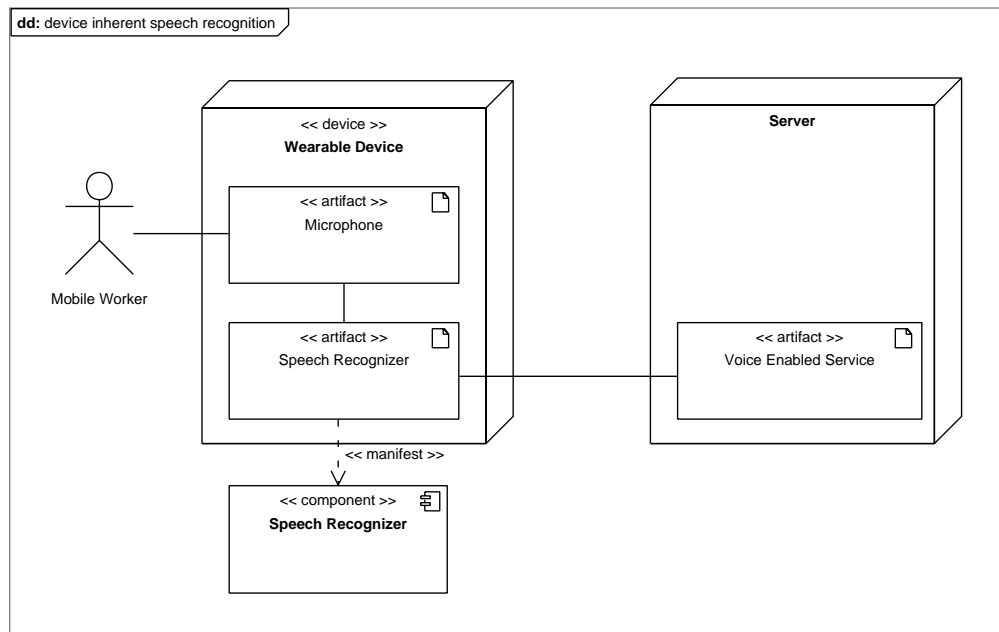 dd: device inherent speech recognition
<< device >>
Wearable Device
Server
<< artifact >>
Microphone
Mobile Worker
<< artifact >>
Speech Recognizer
<< artifact >>
Voice Enabled Service
<< manifest >>
<< component >>
Speech Recognizer